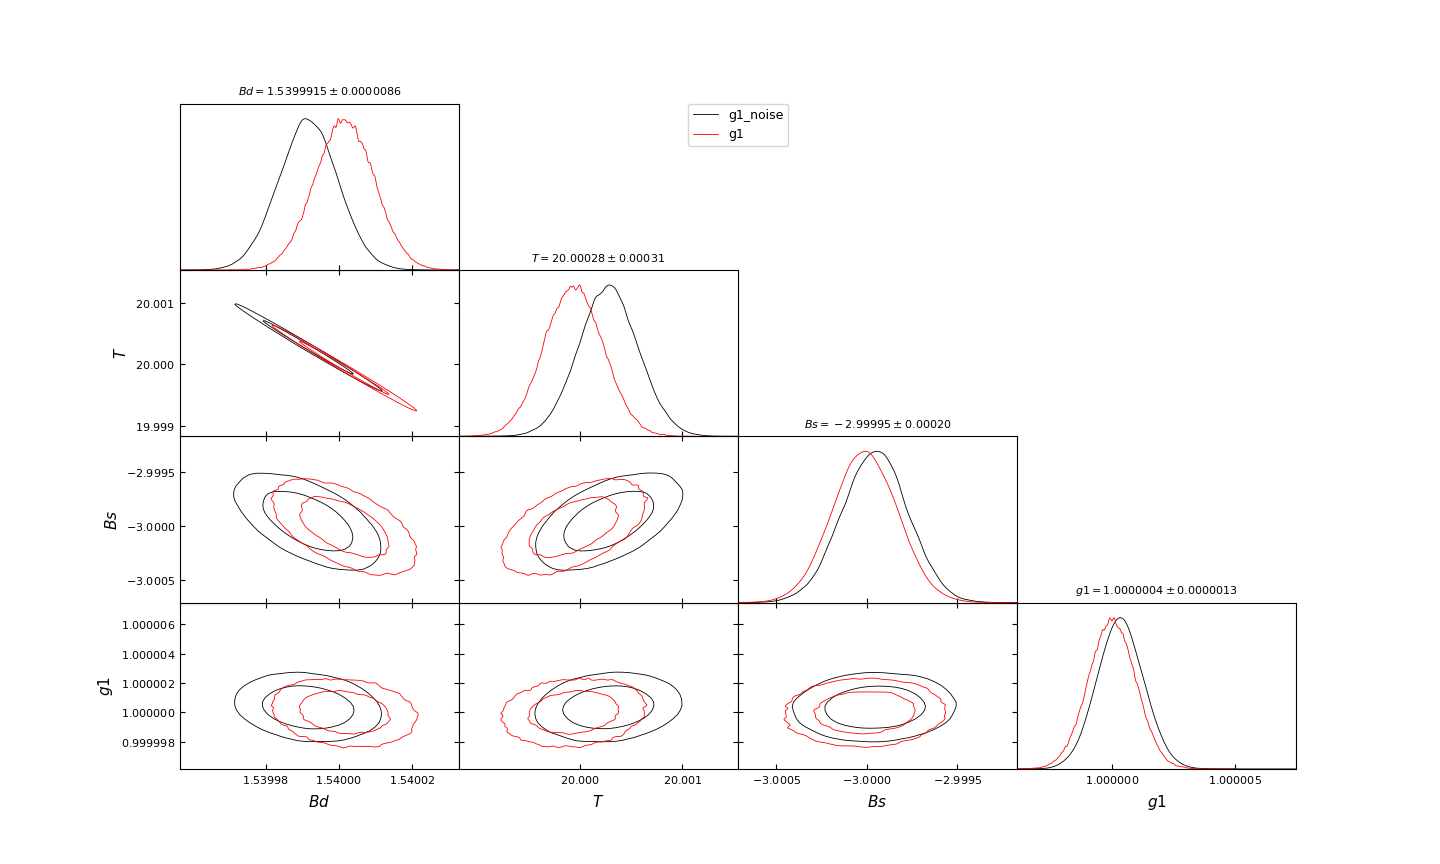 Bd = 1.5399915 ± 0.0000086
g1_noise
g1
T = 20.00028 ± 0.00031
20.001
20.000
19.999
T
Bs = −2.99995 ± 0.00020
−2.9995
−3.0000
−3.0005
Bs
g1 = 1.0000004 ± 0.0000013
1.000006
1.000004
1.000002
1.000000
0.999998
g1
1.53998 1.54000 1.54002 20.000 20.001 −3.0005 −3.0000 −2.9995 1.000000 1.000005
Bd T Bs g1